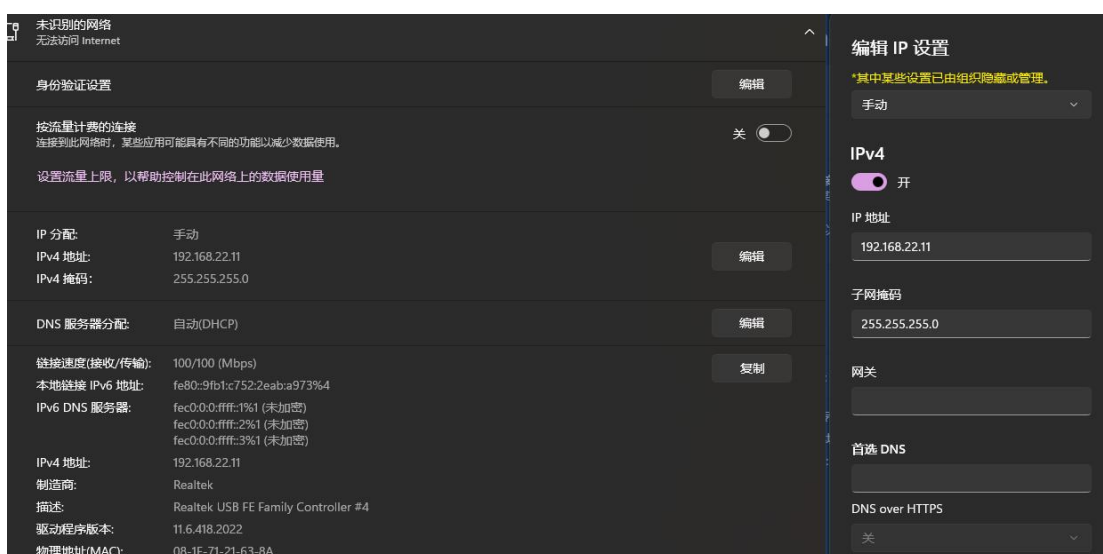 未识别的网络
无法访问 Internet
身份验证设置
编辑
按流量计费的连接
连接到此网络时，某些应用可能具有不同的功能以减少数据使用。
关
设置流量上限，以帮助控制在此网络上的数据使用量
IP 分配:
手动
IPv4 地址:
192.168.22.11
编辑
IPv4 掩码:
255.255.255.0
DNS 服务器分配:
自动(DHCP)
编辑
链接速度(接收/传输):
100/100 (Mbps)
复制
本地链接 IPv6 地址:
fe80::9fb1:c752:2eab:a973%4
IPv6 DNS 服务器:
fec0:0:0:ffff::1%1 (未加密)
fec0:0:0:ffff::2%1 (未加密)
fec0:0:0:ffff::3%1 (未加密)
IPv4 地址:
192.168.22.11
制造商:
Realtek
描述:
Realtek USB FE Family Controller #4
驱动程序版本:
11.6.418.2022
物理地址(MAC):
08-1F-71-21-63-8A
编辑 IP 设置
*其中某些设置已由组织隐藏或管理。
手动
IPv4
开
IP 地址
192.168.22.11
子网掩码
255.255.255.0
网关
首选 DNS
DNS over HTTPS
关